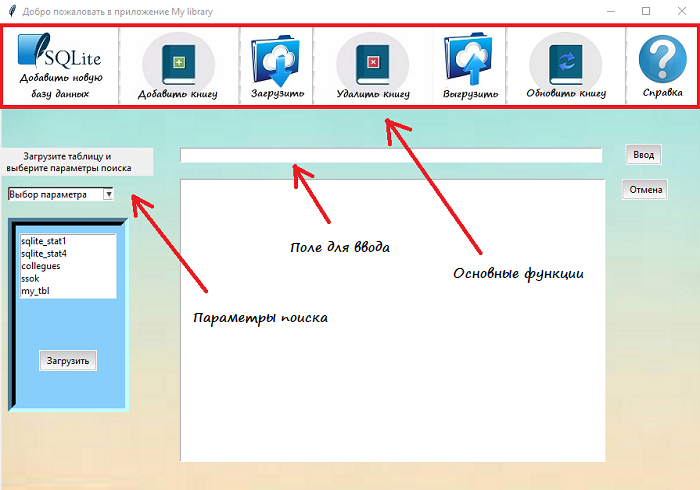 Добро пожаловать в приложение My library
SQLite
Добавить новую
базу данных
Добавить книгу
Загрузить
Удалить книгу
Выгрузить
Обновить книгу
Справка
Загрузите таблицу и
выберите параметры поиска
Ввод
Выбор параметра
Отмена
sqlite_stat1
sqlite_stat4
collegues
ssok
my_tbl
Загрузить
Поле для ввода
Основные функции
Параметры поиска